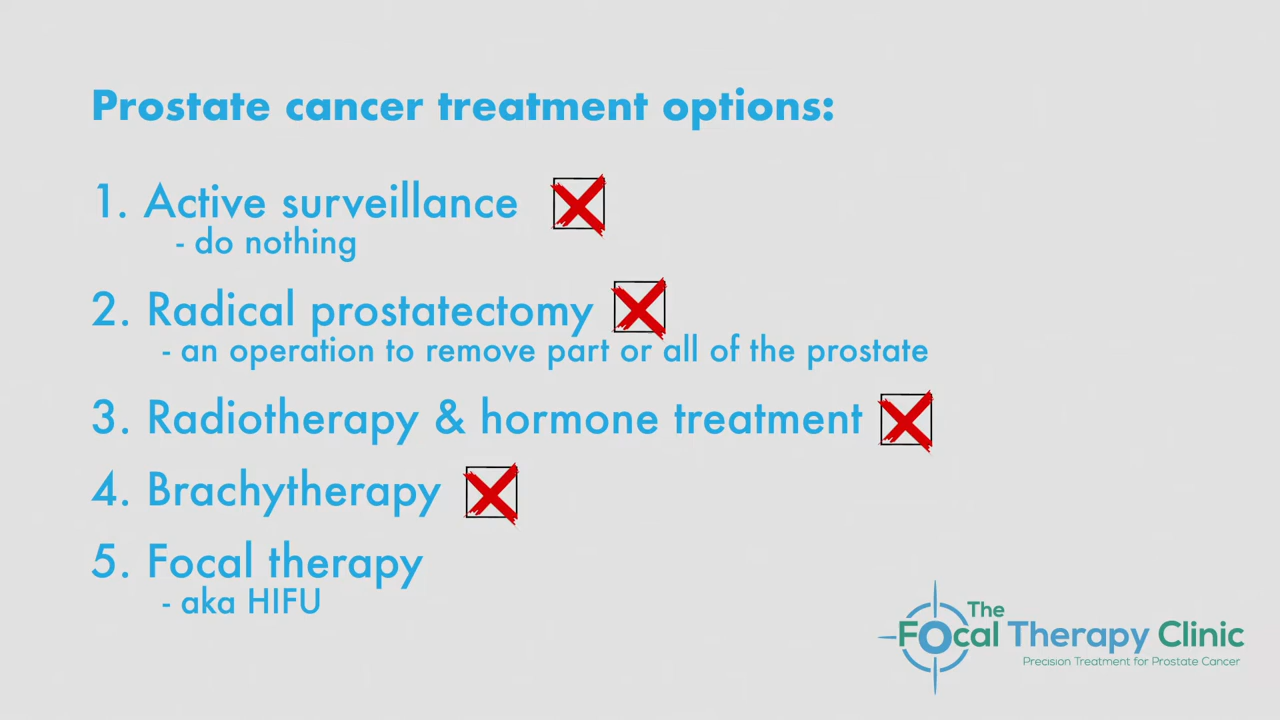 Prostate cancer treatment options:
1. Active surveillance
- do nothing
2. Radical prostatectomy
- an operation to remove part or all of the prostate
3. Radiotherapy & hormone treatment
4. Brachytherapy
5. Focal therapy
- aka HIFU
The
Focal Therapy Clinic
Precision Treatment for Prostate Cancer